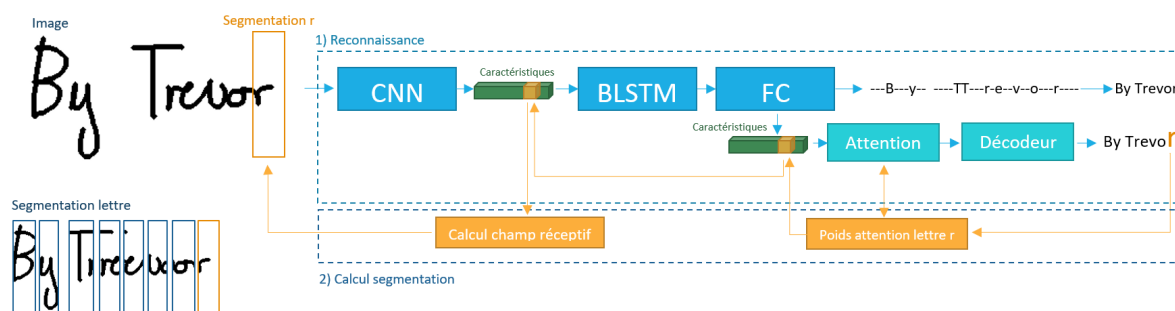 Image
Segmentation r
By Trevor
1) Reconnaissance
CNN
Caractéristiques
BLSTM
FC
---B---y-- ----TT---r-e--v--o--r----
By Trevor
Caractéristiques
Attention
Décodeur
By Trevor
Segmentation lettre
By Treevoor
Calcul champ réceptif
Poids attention lettre r
2) Calcul segmentation